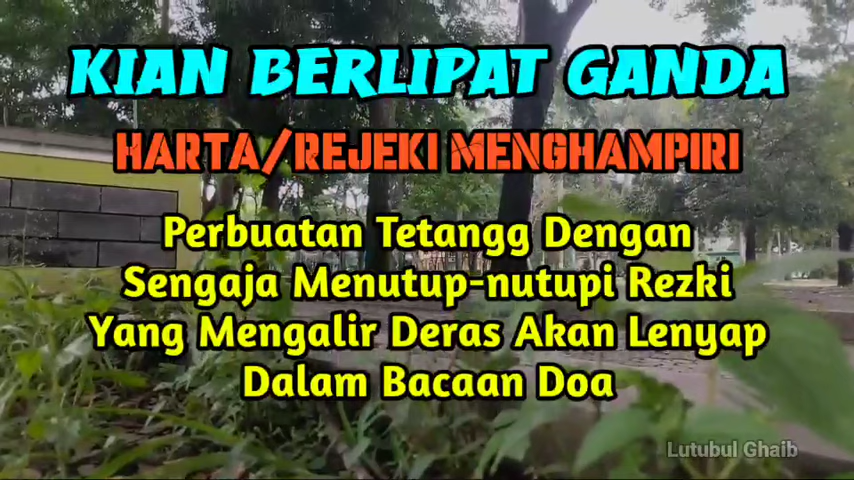 KIAN BERLIPAT GANDA
HARTA/REJEKI MENGHAMPIRI
Perbuatan Tetangg Dengan
Sengaja Menutup-nutupi Rezki
Yang Mengalir Deras Akan Lenyap
Dalam Bacaan Doa
Lutubul Ghaib